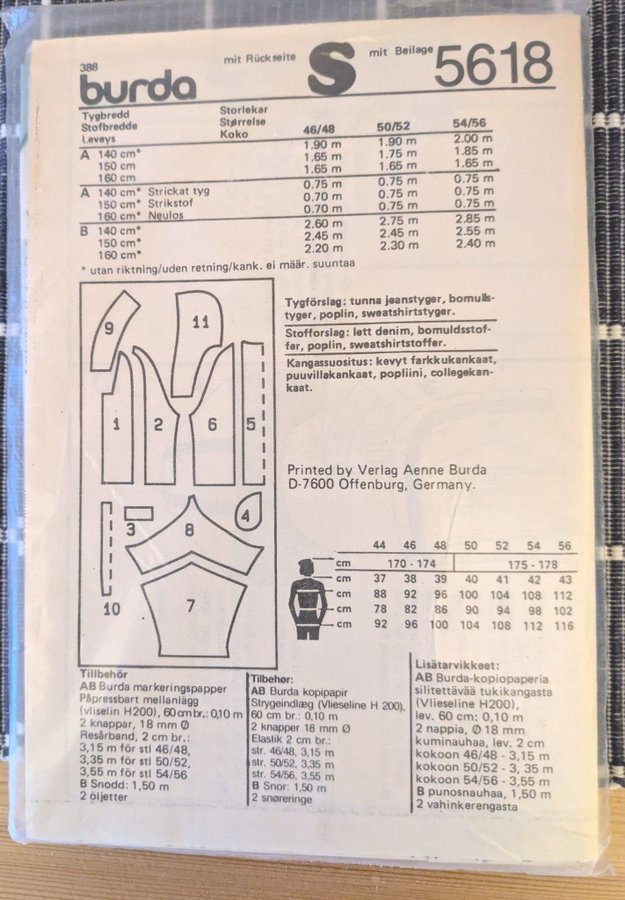 388
burda
mit Rückseite
S
mit Beilage
5618
Tygbredd
Stofbredde
Leveys
Storlekar
Størrelse
Koko
46/48 50/52 54/56
A 140 cm* 1.90 m 1.90 m 2.00 m
150 cm 1.65 m 1.75 m 1.85 m
160 cm 1.65 m 1.65 m 1.65 m
A 140 cm* Strickat tyg 0.75 m 0.75 m 0.75 m
150 cm* Strikstof 0.70 m 0.75 m 0.75 m
160 cm* Neulos 0.70 m 0.75 m 0.75 m
B 140 cm* 2.60 m 2.75 m 2.85 m
150 cm* 2.45 m 2.45 m 2.55 m
160 cm* 2.20 m 2.30 m 2.40 m
* utan riktning/uden retning/kank. ei määr. suuntaa
9
11
1
2
6
5
3
8
4
10
7
Tygförslag: tunna jeanstyger, bomulls-
tyger, poplin, sweatshirtstyger.
Stofforslag: lett denim, bomuldsstof-
fer, poplin, sweatshirtstoffer.
Kangassuositus: kevyt farkkukankaat,
puuvillakankaat, popliini, collegekan-
kaat.
Printed by Verlag Aenne Burda
D-7600 Offenburg, Germany.
44 46 48 50 52 54 56
cm 170 - 174 175 - 178
cm 37 38 39 40 41 42 43
cm 88 92 96 100 104 108 112
cm 78 82 86 90 94 98 102
cm 92 96 100 104 108 112 116
Tillbehör
AB Burda markeringspapper
Påpressbart mellanlägg
(vliselin H200), 60 cm br.: 0,10 m
2 knappar, 18 mm Ø
Resårband, 2 cm br.:
3,15 m för stl 46/48,
3,35 m för stl 50/52,
3,55 m för stl 54/56
B Snodd: 1,50 m
2 öljetter
Tilbehør:
AB Burda kopipapir
Strygeindlæg (Vlieseline H 200),
60 cm br.: 0,10 m
2 knapper 18 mm Ø
Elastik 2 cm br.:
str. 46/48, 3,15 m
str. 50/52, 3,35 m
str. 54/56, 3,55 m
B Snor: 1,50 m
2 snøreringe
Lisätarvikkeet:
AB Burda-kopiopaperia
silitettävää tukikangasta
(Vlieseline H200),
lev. 60 cm: 0,10 m
2 nappia, Ø 18 mm
kuminauhaa, lev. 2 cm
kokoon 46/48 - 3,15 m
kokoon 50/52 - 3, 35 m
kokoon 54/56 - 3,55 m
B punosnauhaa, 1,50 m
2 vahinkerengasta